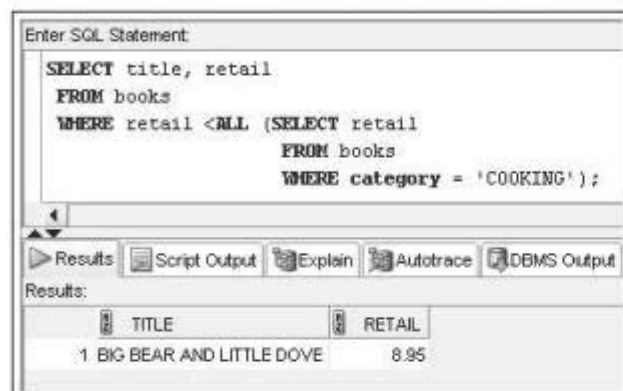 Enter SQL Statement:
SELECT title, retail
FROM books
WHERE retail <ALL (SELECT retail
FROM books
WHERE category = 'COOKING');
Results Script Output Explain Autotrace DBMS Output
Results:
TITLE RETAIL
1 BIG BEAR AND LITTLE DOVE 8.95